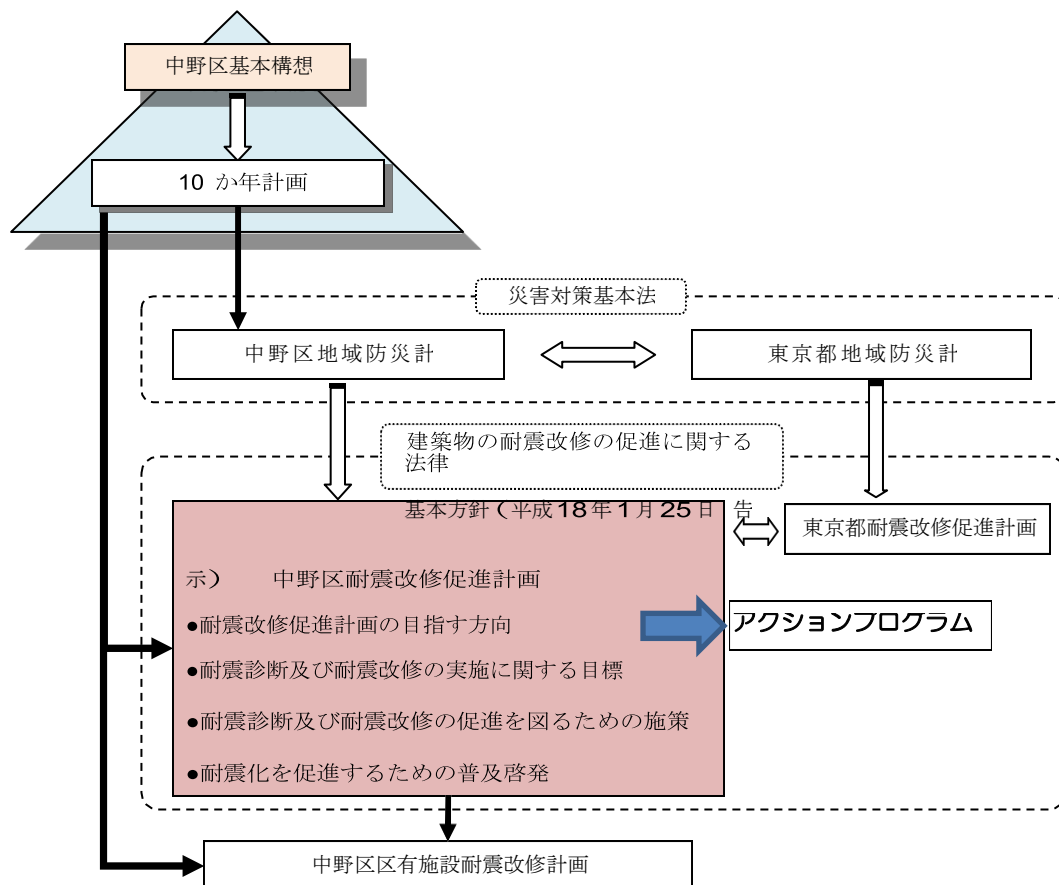 中野区基本構想
10 か年計画
災害対策基本法
中野区地域防災計
東京都地域防災計
建築物の耐震改修の促進に関する
法律
基本方針（平成18年1月25日 告
示） 中野区耐震改修促進計画
東京都耐震改修促進計画
●耐震改修促進計画の目指す方向
アクションプログラム
●耐震診断及び耐震改修の実施に関する目標
●耐震診断及び耐震改修の促進を図るための施策
●耐震化を促進するための普及啓発
中野区区有施設耐震改修計画